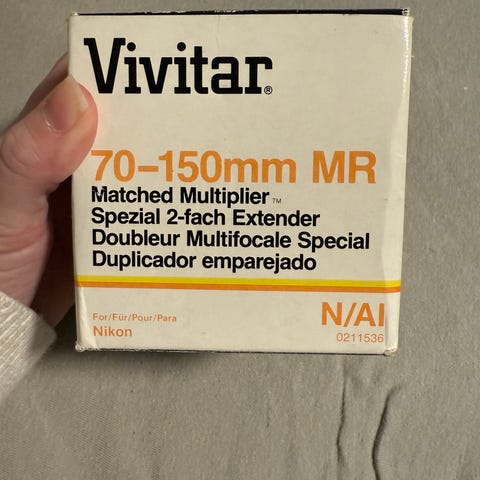 Vivitar®
70-150mm MR
Matched Multiplier™
Spezial 2-fach Extender
Doubleur Multifocale Special
Duplicador emparejado
For/Für/Pour/Para
Nikon
N/AI
0211536